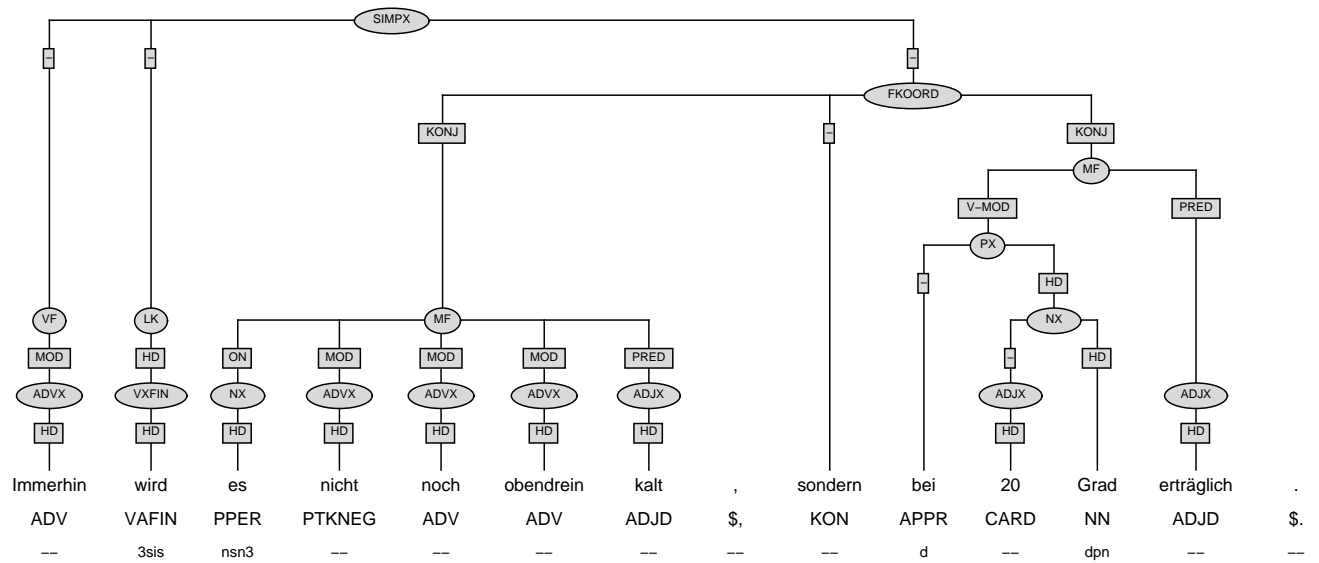 SIMPX
– – –
FKOORD
KONJ – KONJ
MF
V–MOD PRED
PX
– HD
VF LK MF NX
MOD HD ON MOD MOD MOD PRED – HD
ADVX VXFIN NX ADVX ADVX ADVX ADJX ADJX ADJX
HD HD HD HD HD HD HD HD HD
Immerhin wird es nicht noch obendrein kalt , sondern bei 20 Grad erträglich .
ADV VAFIN PPER PTKNEG ADV ADV ADJD $, KON APPR CARD NN ADJD $.
–– 3sis nsn3 –– –– –– –– –– –– d –– dpn –– ––